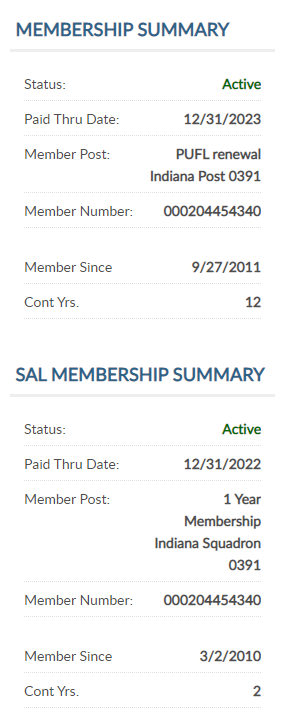 MEMBERSHIP SUMMARY
Status: Active
Paid Thru Date: 12/31/2023
Member Post: PUFL renewal
Indiana Post 0391
Member Number: 000204454340
Member Since 9/27/2011
Cont Yrs. 12
SAL MEMBERSHIP SUMMARY
Status: Active
Paid Thru Date: 12/31/2022
Member Post: 1 Year
Membership
Indiana Squadron
0391
Member Number: 000204454340
Member Since 3/2/2010
Cont Yrs. 2